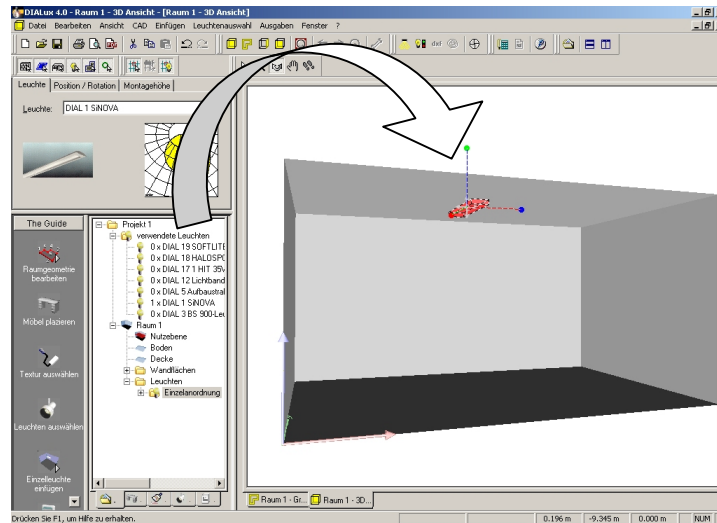 DIALux 4.0 - Raum 1 - 3D Ansicht - [Raum 1 - 3D Ansicht]
Datei Bearbeiten Ansicht CAD Einfügen Leuchtenauswahl Ausgaben Fenster ?
dxf
Leuchte Position / Rotation Montagehöhe
Leuchte: DIAL 1 SiNOVA
The Guide
Raumgeometrie
bearbeiten
Möbel plazieren
Textur auswählen
Leuchten auswählen
Einzelleuchte
einfügen
Projekt 1
verwendete Leuchten
0 x DIAL 19 SOFTLITE
0 x DIAL 18 HALOSPO
0 x DIAL 17 1 HIT 35W
0 x DIAL 12 Lichtband
0 x DIAL 5 Aufbaustral
1 x DIAL 1 SiNOVA
0 x DIAL 3 BS 900-Leu
Raum 1
Nutzebene
Boden
Decke
Wandflächen
Leuchten
Einzelanordnung
Raum 1 - Gr... Raum 1 - 3D...
Drücken Sie F1, um Hilfe zu erhalten. 0.196 m -9.345 m 0.000 m NUM